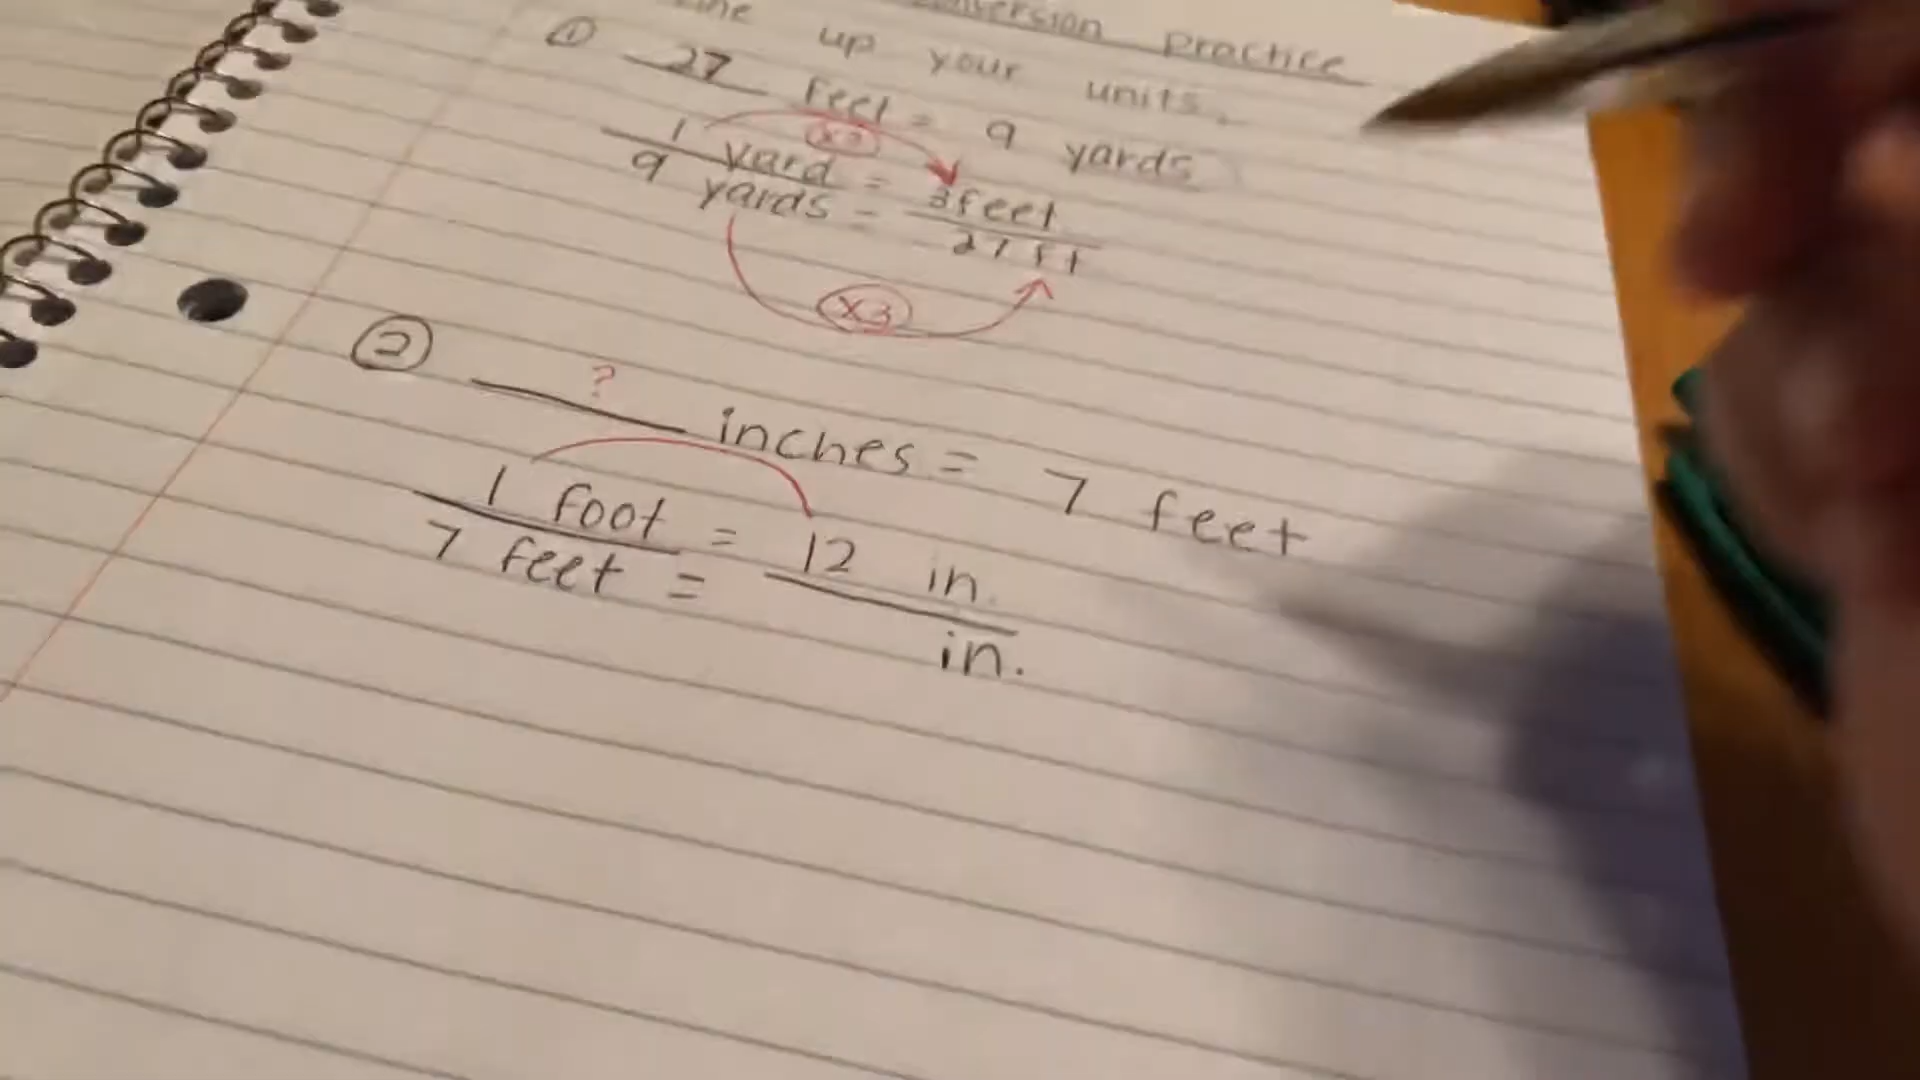 conversion practice
line up your units.
① 27 feet = 9 yards
x3
1 yard = 3 feet
9 yards = 27 ft
x3
② ? inches = 7 feet
1 foot = 12 in.
7 feet = in.